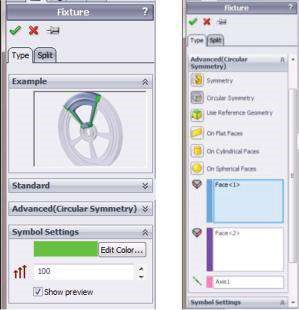 Fixture ?
Type Split
Example
Standard
Advanced(Circular Symmetry)
Symbol Settings
Edit Color...
100
Show preview
Fixture ?
Type Split
Advanced(Circular
Symmetry)
Symmetry
Circular Symmetry
Use Reference Geometry
On Flat Faces
On Cylindrical Faces
On Spherical Faces
Face<1>
Face<2>
Axis1
Symbol Settings